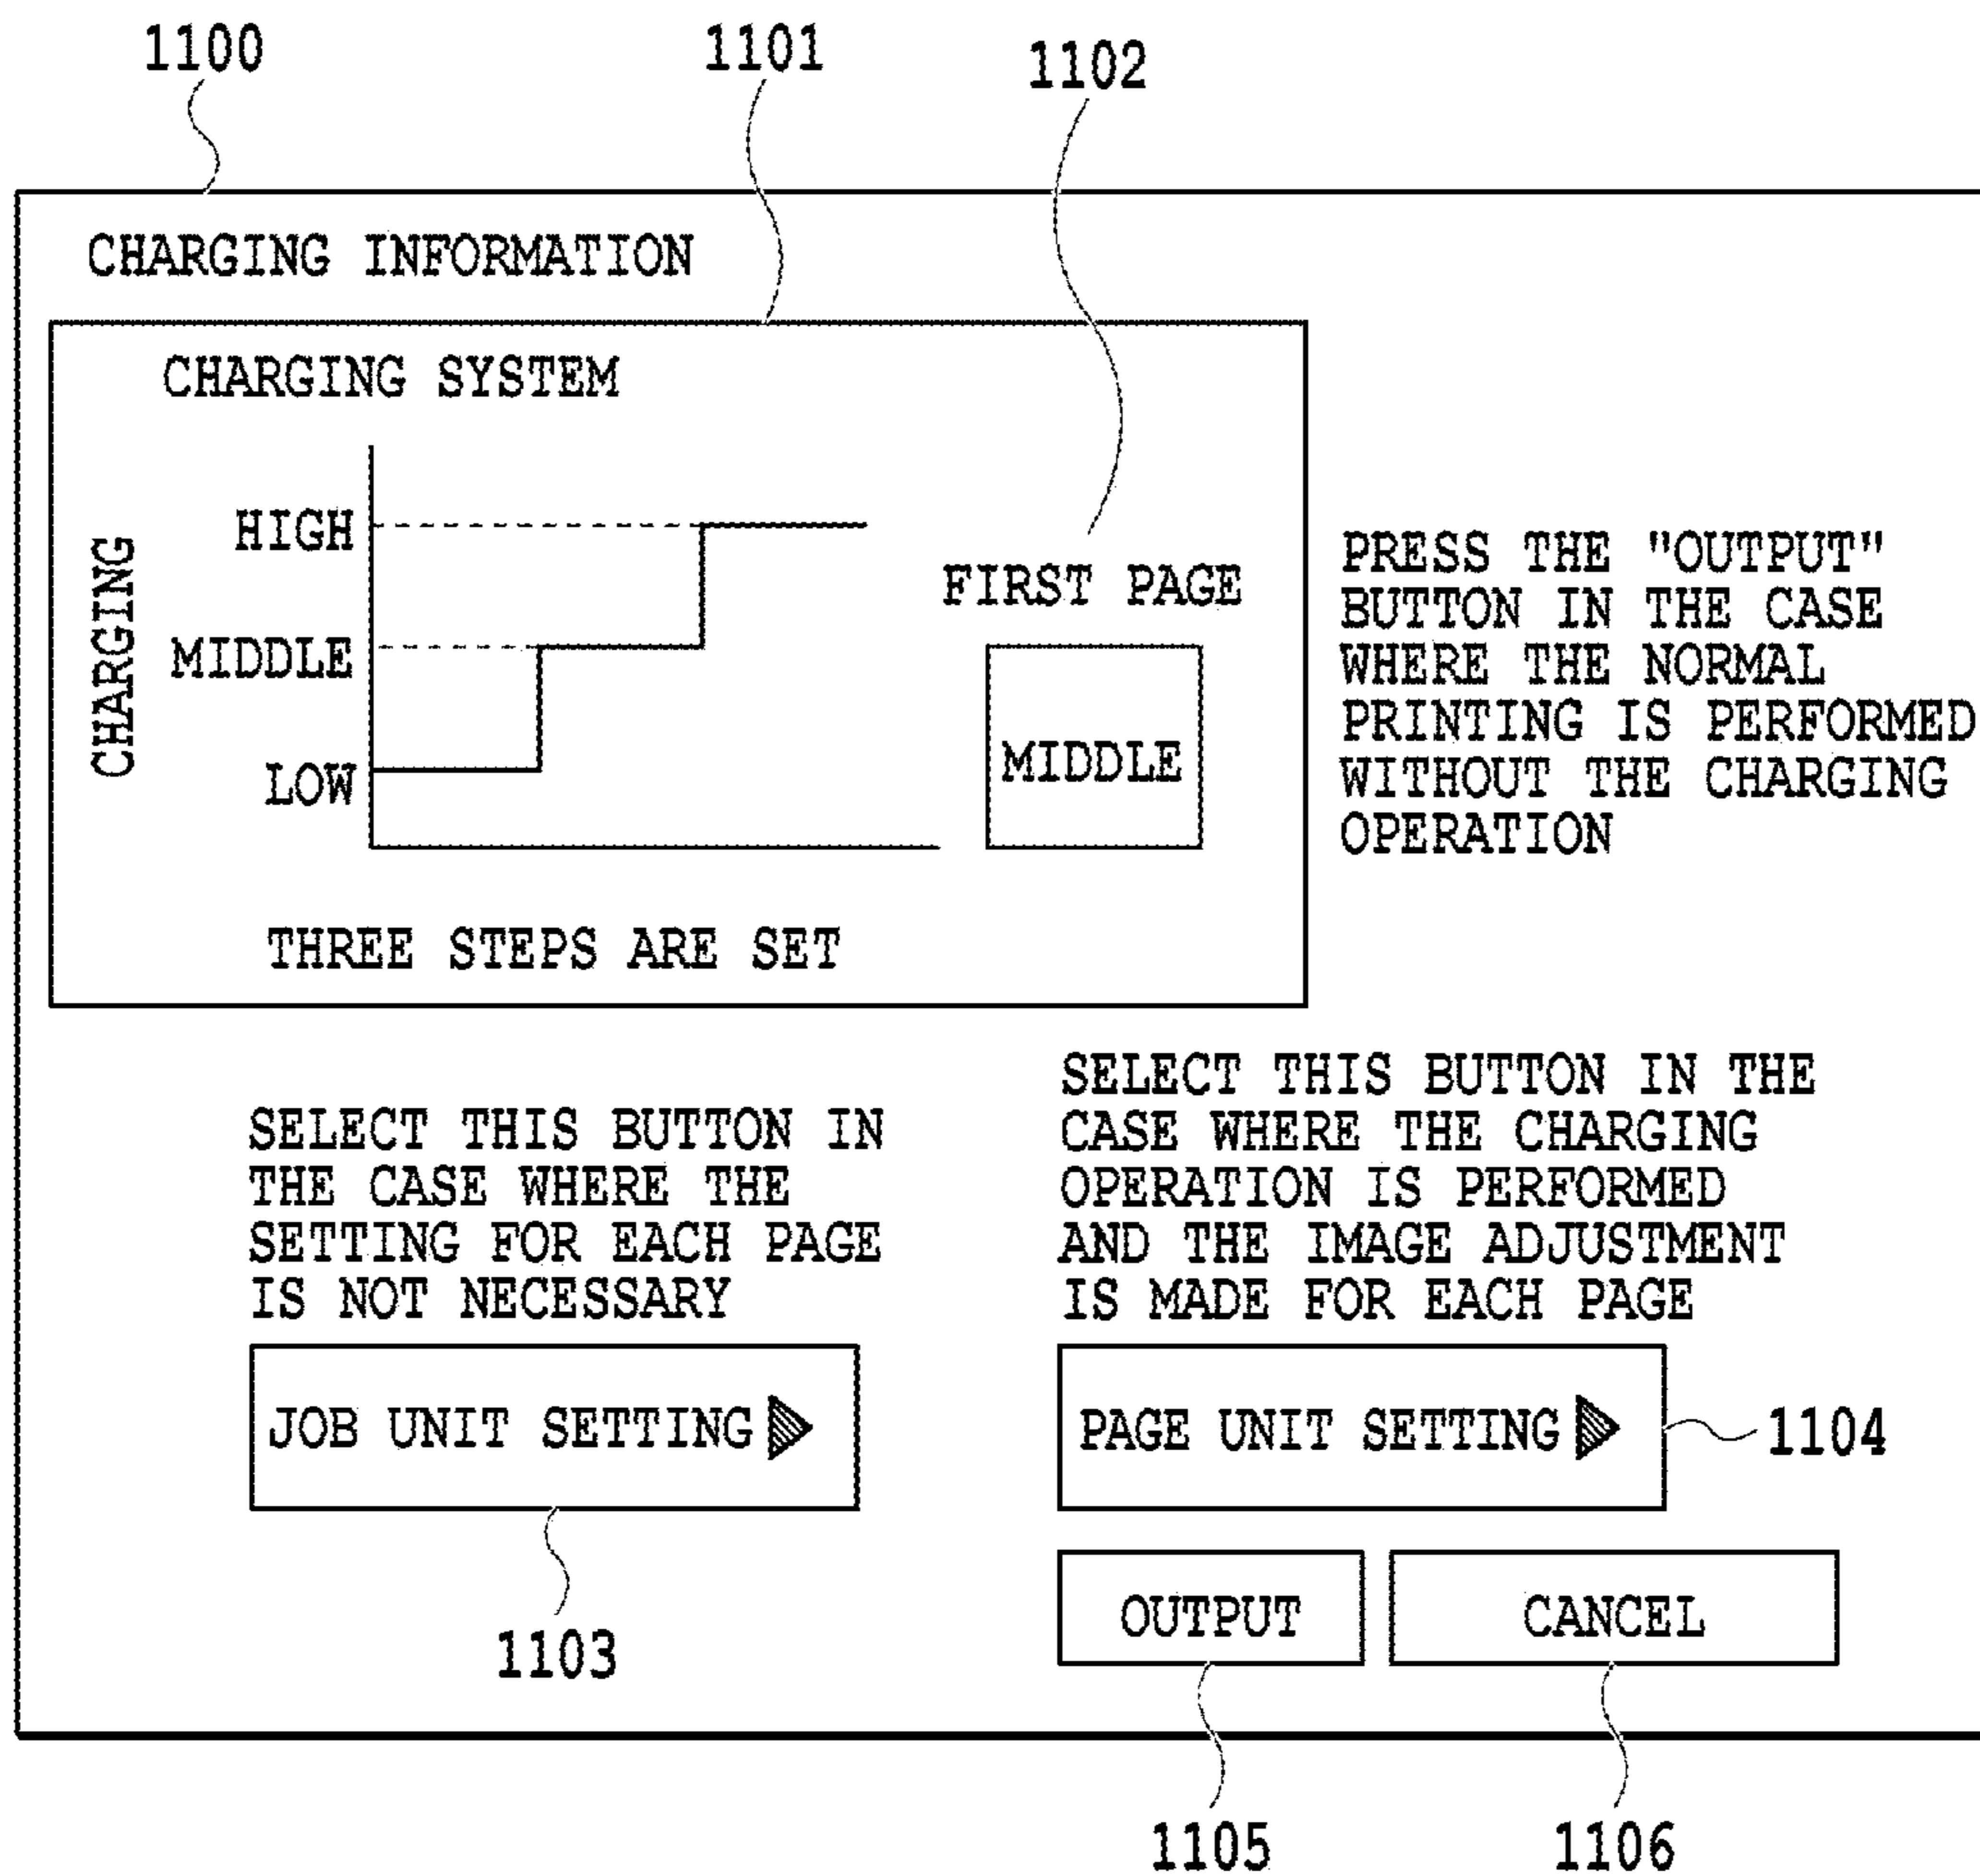 1100
1101
1102
CHARGING INFORMATION
CHARGING SYSTEM
CHARGING
HIGH
MIDDLE
LOW
FIRST PAGE
MIDDLE
THREE STEPS ARE SET
PRESS THE "OUTPUT"
BUTTON IN THE CASE
WHERE THE NORMAL
PRINTING IS PERFORMED
WITHOUT THE CHARGING
OPERATION
SELECT THIS BUTTON IN
THE CASE WHERE THE
SETTING FOR EACH PAGE
IS NOT NECESSARY
JOB UNIT SETTING
1103
SELECT THIS BUTTON IN THE
CASE WHERE THE CHARGING
OPERATION IS PERFORMED
AND THE IMAGE ADJUSTMENT
IS MADE FOR EACH PAGE
PAGE UNIT SETTING
1104
OUTPUT
CANCEL
1105
1106